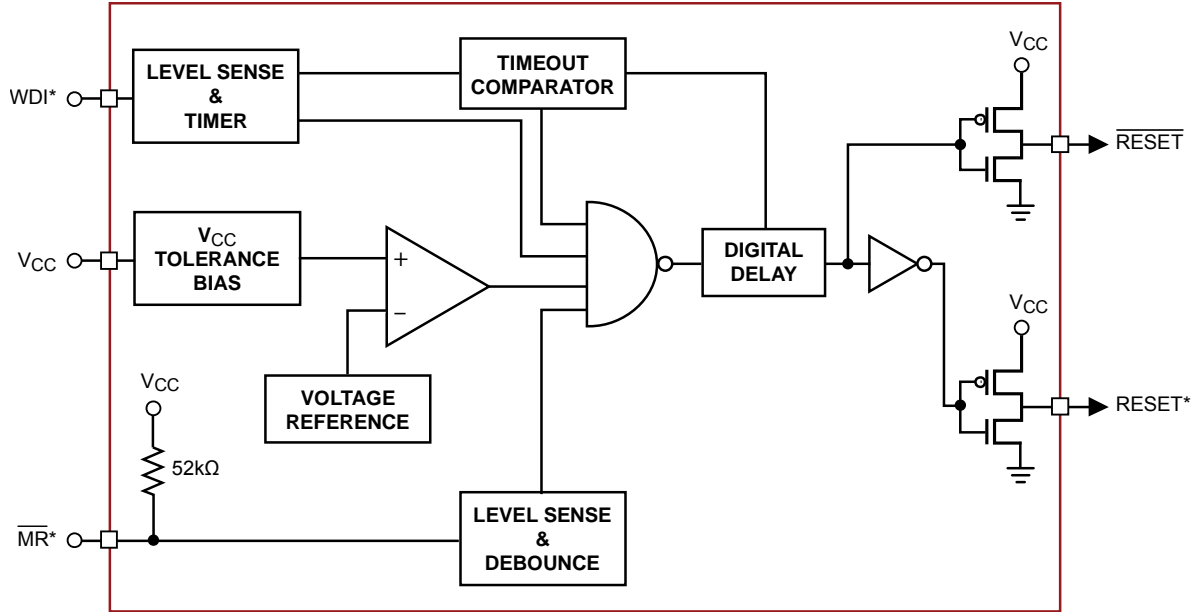 WDI*
LEVEL SENSE
&
TIMER
TIMEOUT
COMPARATOR
VCC
RESET
VCC
VCC
TOLERANCE
BIAS
+
−
DIGITAL
DELAY
VOLTAGE
REFERENCE
VCC
RESET*
VCC
52kΩ
MR*
LEVEL SENSE
&
DEBOUNCE